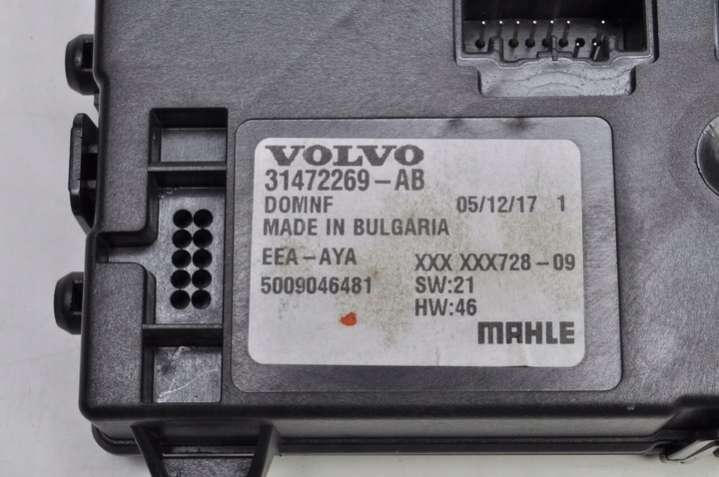 VOLVO
31472269-AB
DOMNF 05/12/17 1
MADE IN BULGARIA
EEA-AYA XXX XXX728-09
5009046481 SW:21
HW:46
MAHLE